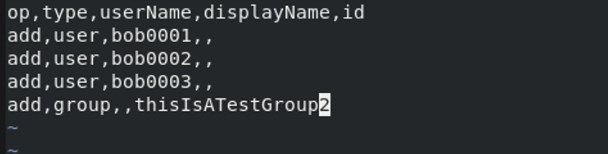 op,type,userName,displayName,id
add,user,bob0001,,
add,user,bob0002,,
add,user,bob0003,,
add,group,,thisIsATestGroup2
~
~